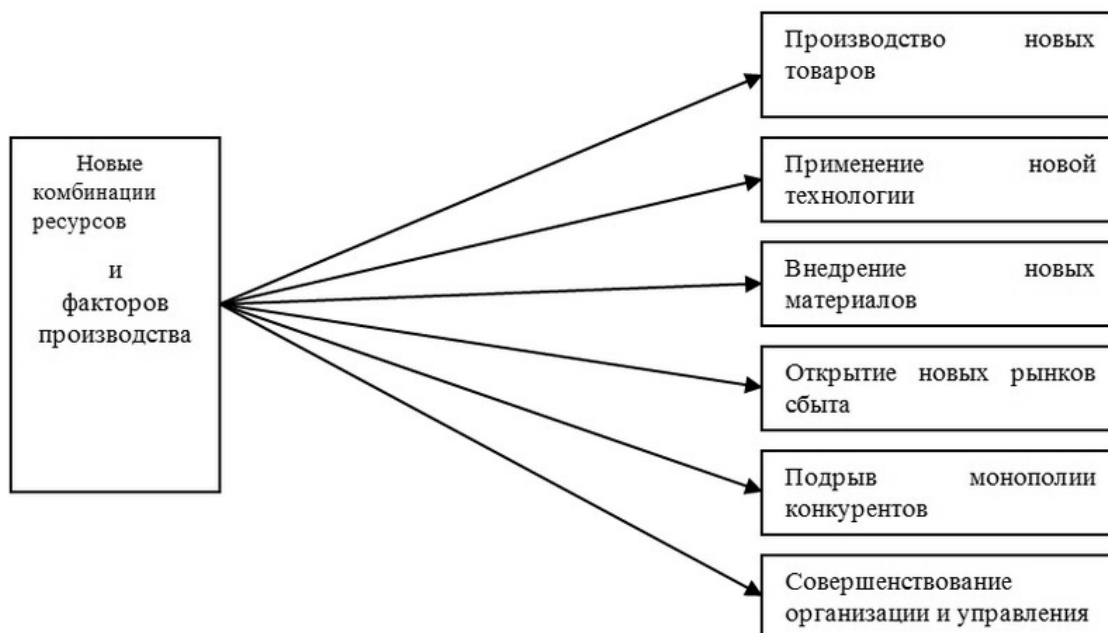 Новые
комбинации
ресурсов
и
факторов
производства
Производство новых
товаров
Применение новой
технологии
Внедрение новых
материалов
Открытие новых рынков
сбыта
Подрыв монополии
конкурентов
Совершенствование
организации и управления